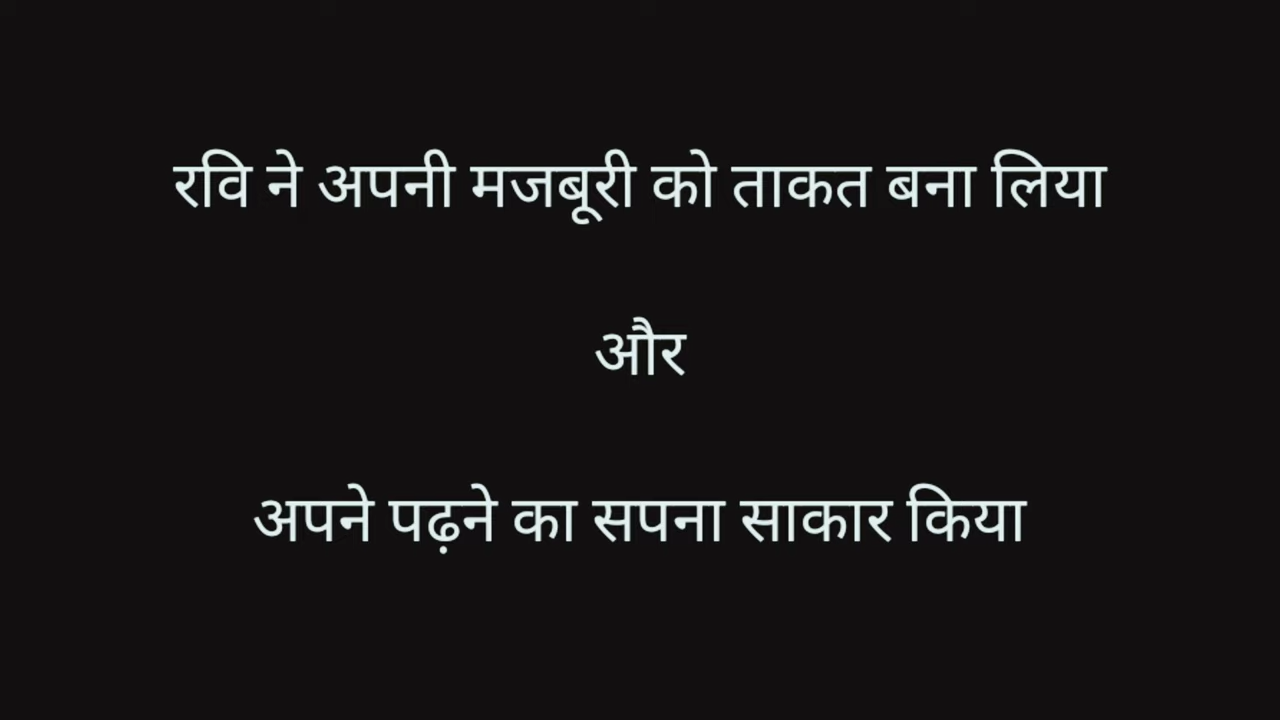 रवि ने अपनी मजबूरी को ताकत बना लिया
और
अपने पढ़ने का सपना साकार किया